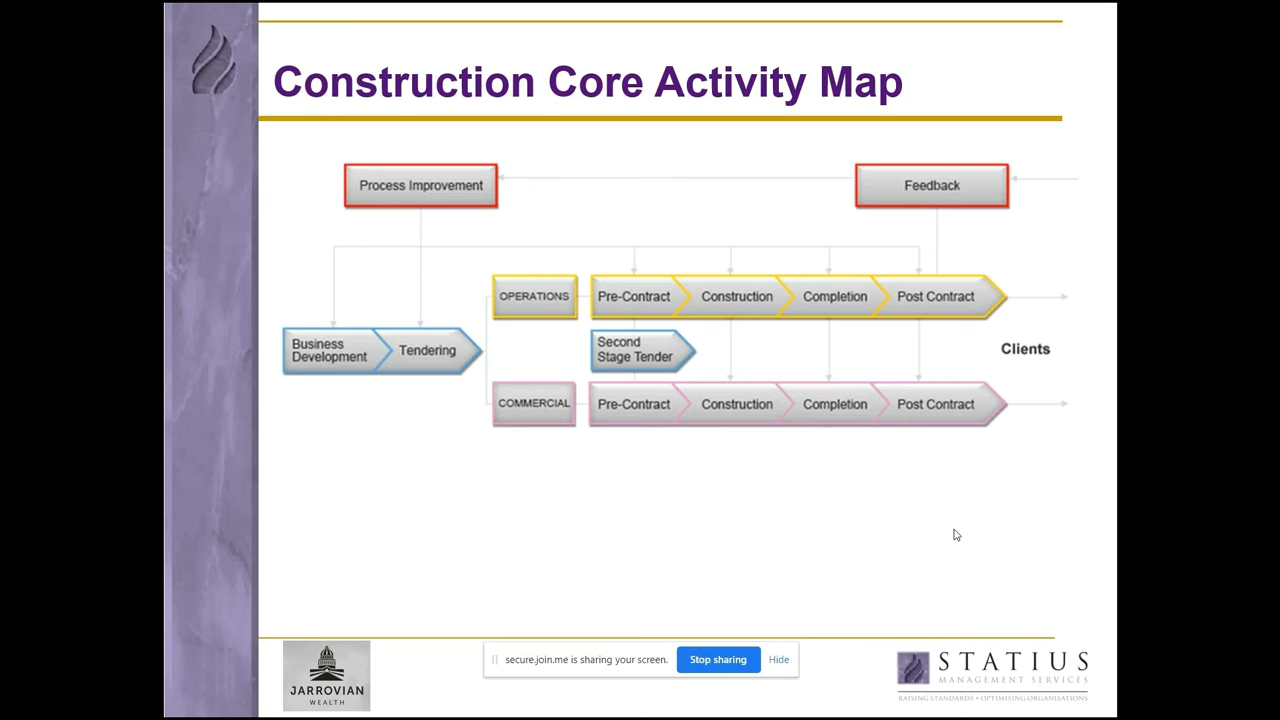 Construction Core Activity Map
Process Improvement
Feedback
OPERATIONS
Pre-Contract
Construction
Completion
Post Contract
Business
Development
Tendering
Second
Stage Tender
Clients
COMMERCIAL
Pre-Contract
Construction
Completion
Post Contract
JARROVIAN
WEALTH
secure.join.me is sharing your screen.
Stop sharing
Hide
STATIUS
MANAGEMENT SERVICES
RAISING STANDARDS • OPTIMISING ORGANISATIONS